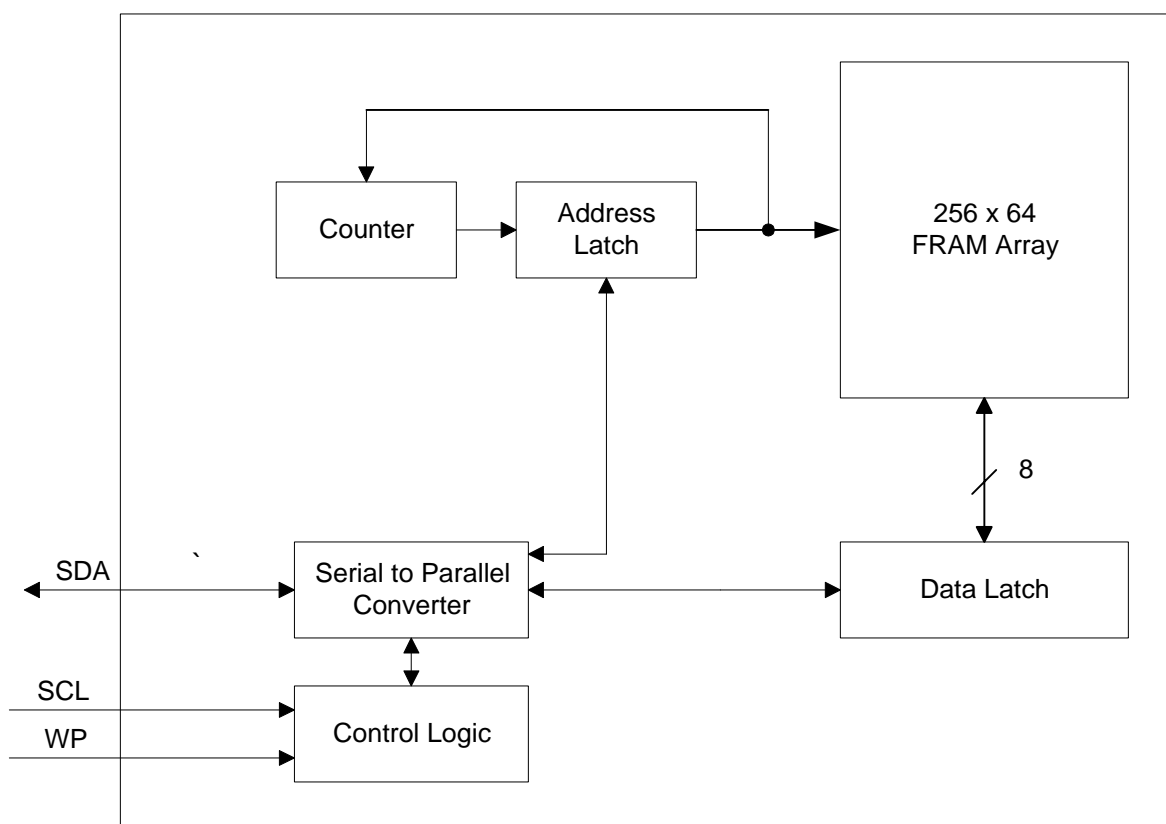 Counter
Address
Latch
256 x 64
FRAM Array
8
SDA
`
Serial to Parallel
Converter
Data Latch
SCL
WP
Control Logic